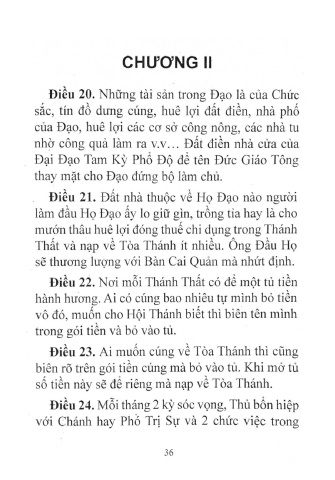 CHƯƠNG II
Điều 20. Những tài sản trong Đạo là của Chức
sắc, tín đồ dưng cúng, huê lợi đất điền, nhà phố
của Đạo, huê lợi các cơ sở công nông, các nhà tu
nhờ công quả làm ra v.v... Đất điền nhà cửa của
Đại Đạo Tam Kỳ Phổ Độ để tên Đức Giáo Tông
thay mặt cho Đạo đứng bộ làm chủ.
Điều 21. Đất nhà thuộc về Họ Đạo nào người
làm đầu Họ Đạo ấy lo giữ gìn, trồng tỉa hay là cho
mướn thâu huê lợi đóng thuế chi dụng trong Thánh
Thất và nạp về Tòa Thánh ít nhiều. Ông Đầu Họ
sẽ thương lượng với Bàn Cai Quản mà nhứt định.
Điều 22. Nơi mỗi Thánh Thất có để một tủ tiền
hành hương. Ai có cúng bao nhiêu tự mình bỏ tiền
vô đó, muốn cho Hội Thánh biết thì biên tên mình
trong gói tiền và bỏ vào tủ.
Điều 23. Ai muốn cúng về Tòa Thánh thì cũng
biên rõ trên gói tiền cúng mà bỏ vào tủ. Khi mở tủ
số tiền này sẽ để riêng mà nạp về Tòa Thánh.
Điều 24. Mỗi tháng 2 kỳ sóc vọng, Thủ bổn hiệp
với Chánh hay Phó Trị Sự và 2 chức việc trong
36